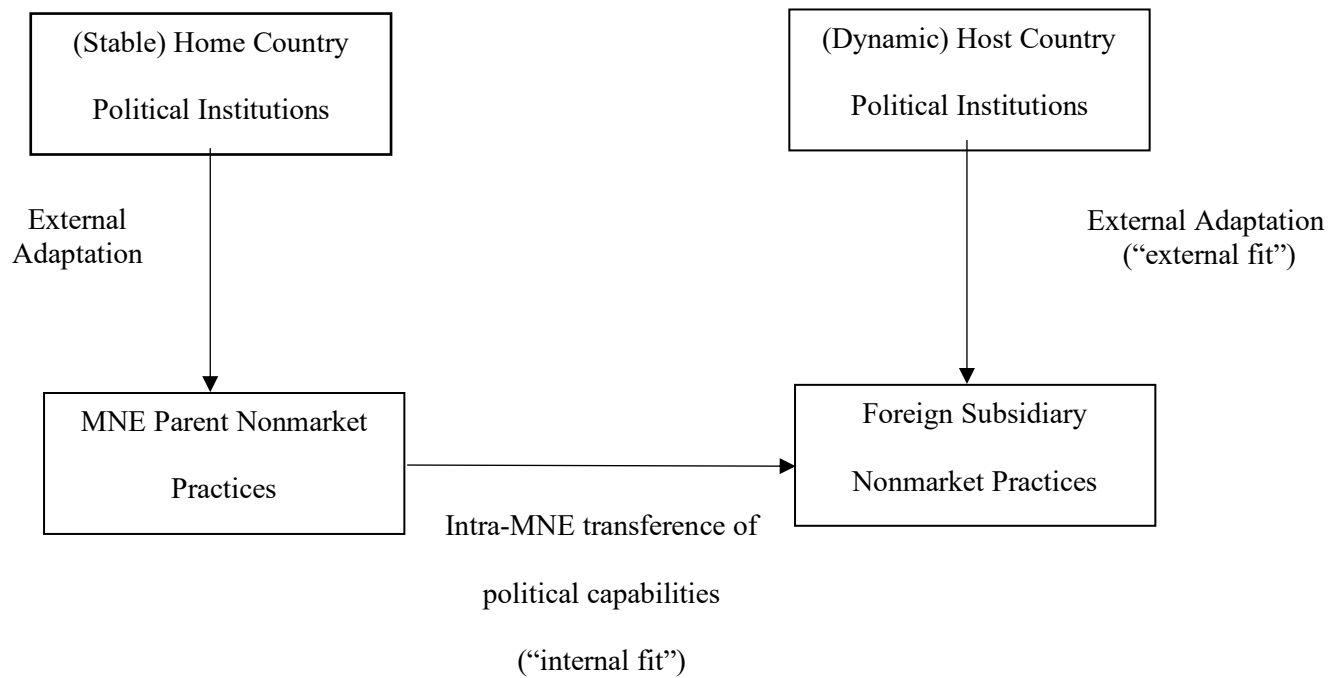 (Stable) Home Country
Political Institutions
(Dynamic) Host Country
Political Institutions
External
Adaptation
External Adaptation
(“external fit”)
MNE Parent Nonmarket
Practices
Foreign Subsidiary
Nonmarket Practices
Intra-MNE transference of
political capabilities
(“internal fit”)